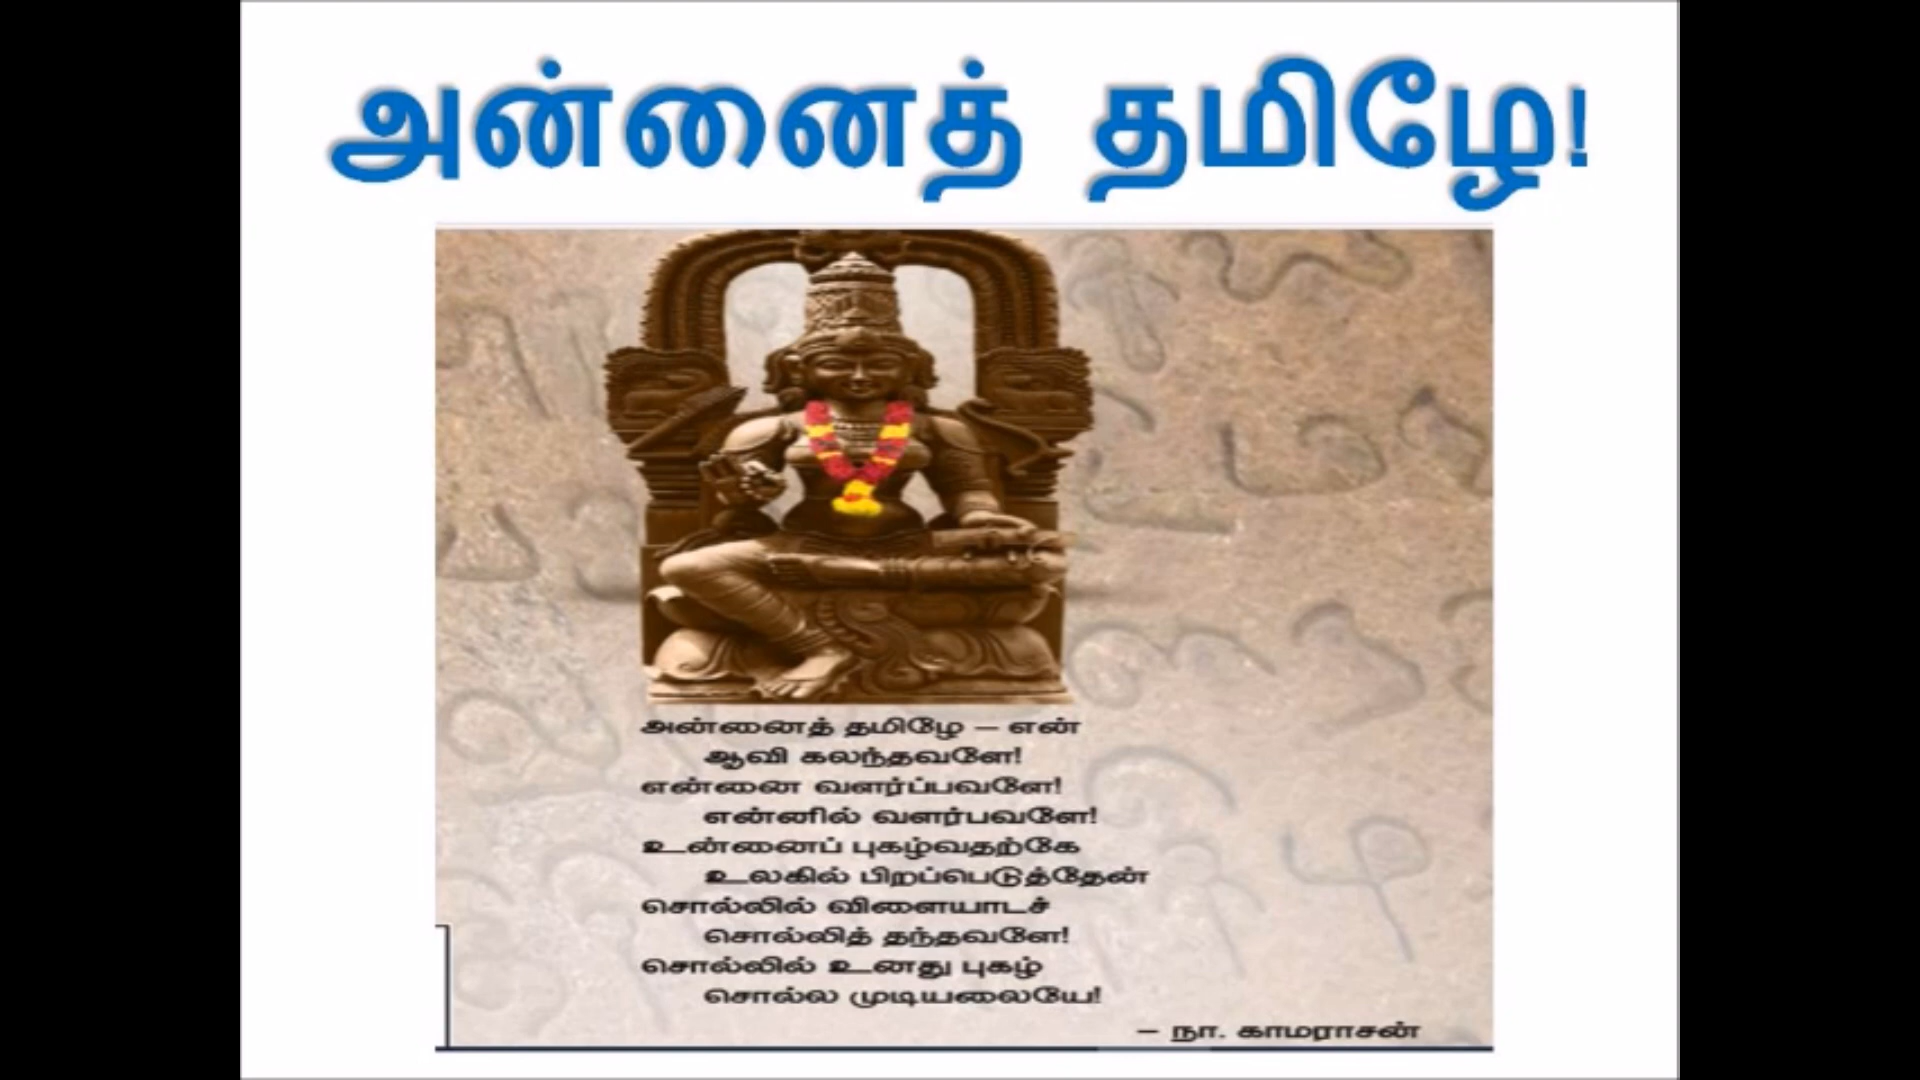 அன்னைத் தமிழே!
அன்னைத் தமிழே – என்
ஆவி கலந்தவளே!
என்னை வளர்ப்பவளே!
என்னில் வளர்பவளே!
உன்னைப் புகழ்வதற்கே
உலகில் பிறப்பெடுத்தேன்
சொல்லில் விளையாடச்
சொல்லித் தந்தவளே!
சொல்லில் உனது புகழ்
சொல்ல முடியலையே!
– நா. காமராசன்